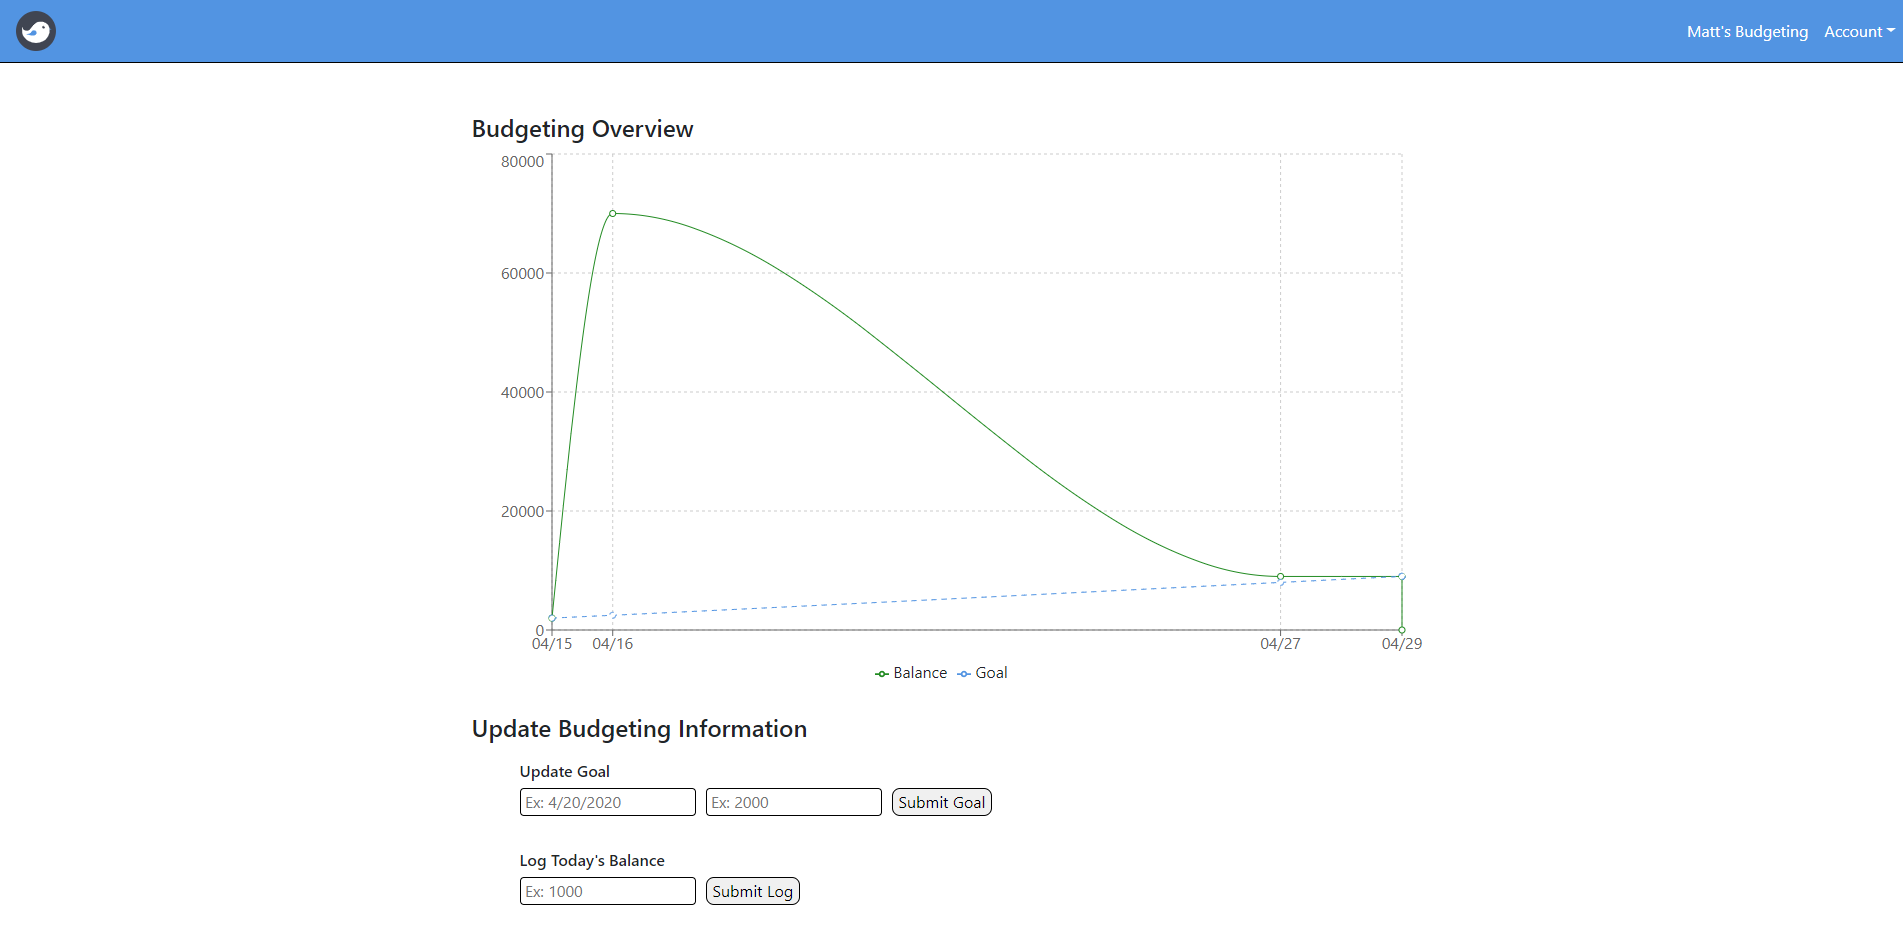 Matt's Budgeting Account
Budgeting Overview
80000
60000
40000
20000
0
04/15 04/16 04/27 04/29
Balance Goal
Update Budgeting Information
Update Goal
Ex: 4/20/2020 Ex: 2000 Submit Goal
Log Today's Balance
Ex: 1000 Submit Log